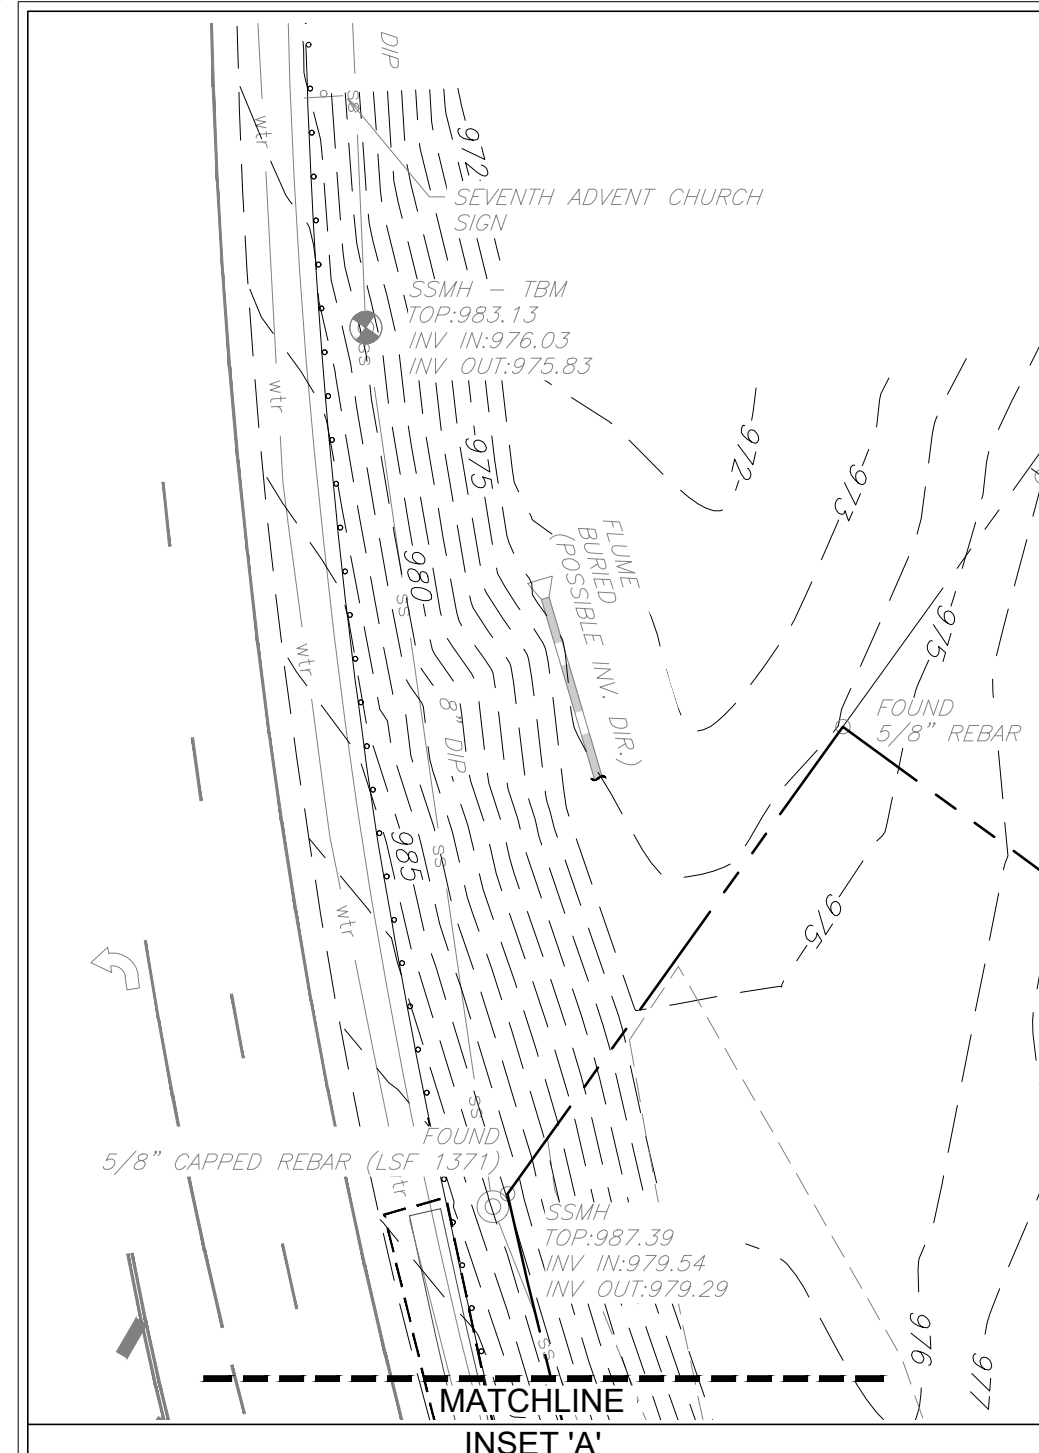 DIP
ss
wtr
972
SEVENTH ADVENT CHURCH
SIGN
SSMH - TBM
TOP:983.13
INV IN:976.03
INV OUT:975.83
ss
wtr
975
972
973
FLUME
BURIED
(POSSIBLE INV. DIR.)
980
ss
wtr
975
8" DIP
FOUND
5/8" REBAR
985
ss
wtr
975
ss
FOUND
5/8" CAPPED REBAR (LSF 1371)
wtr
SSMH
TOP:987.39
INV IN:979.54
INV OUT:979.29
ss
976
977
MATCHLINE
INSET 'A'